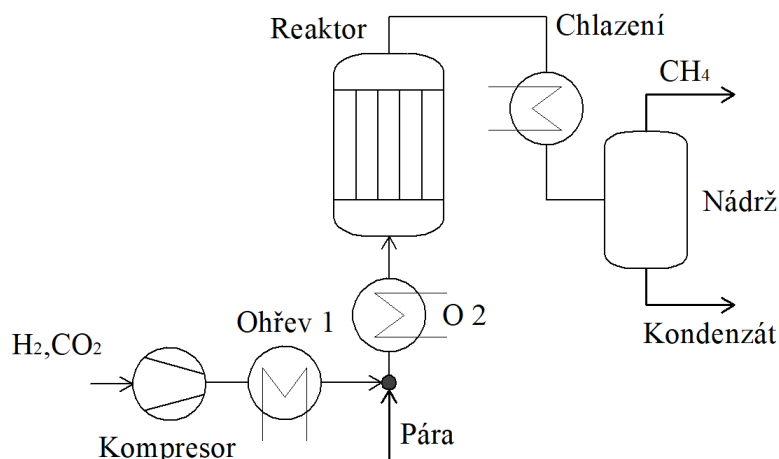 Reaktor
Chlazení
CH₄
Nádrž
Ohřev 1
O 2
H₂,CO₂
Kondenzát
Kompresor
Pára